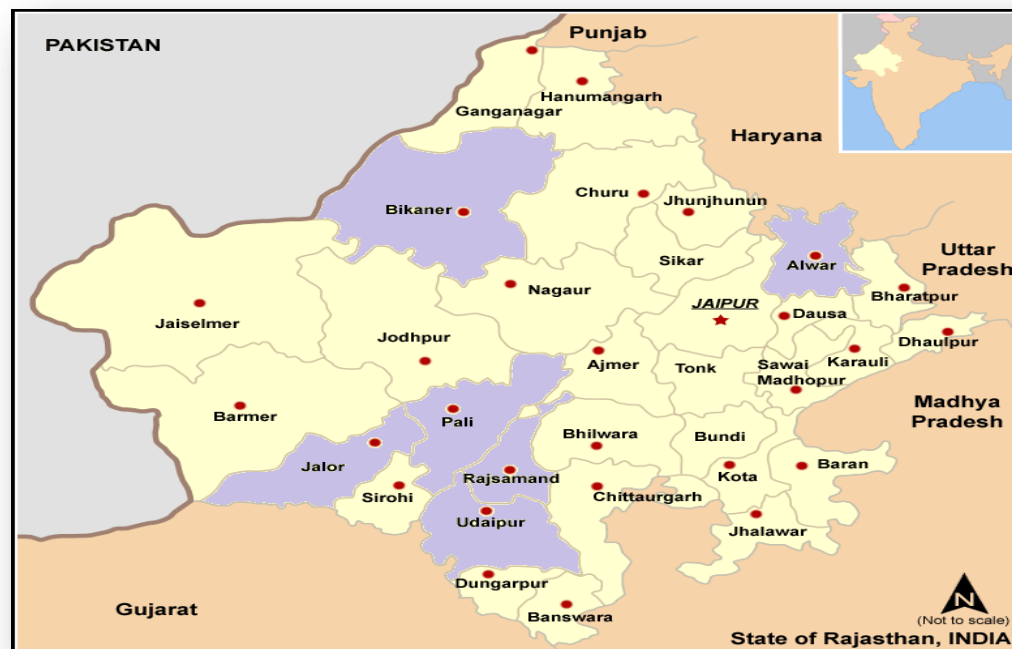 PAKISTAN
Punjab
Hanumangarh
Ganganagar
Haryana
Churu
Jhunjhunun
Bikaner
Sikar
Alwar
Uttar
Pradesh
Nagaur
Bharatpur
JAIPUR
Jaiselmer
Dausa
Jodhpur
Dhaulpur
Ajmer
Tonk
Sawai
Madhopur
Karauli
Barmer
Pali
Madhya
Pradesh
Bhilwara
Bundi
Jalor
Rajsamand
Kota
Baran
Sirohi
Chittaurgarh
Udaipur
Jhalawar
Dungarpur
Banswara
Gujarat
N
(Not to scale)
State of Rajasthan, INDIA